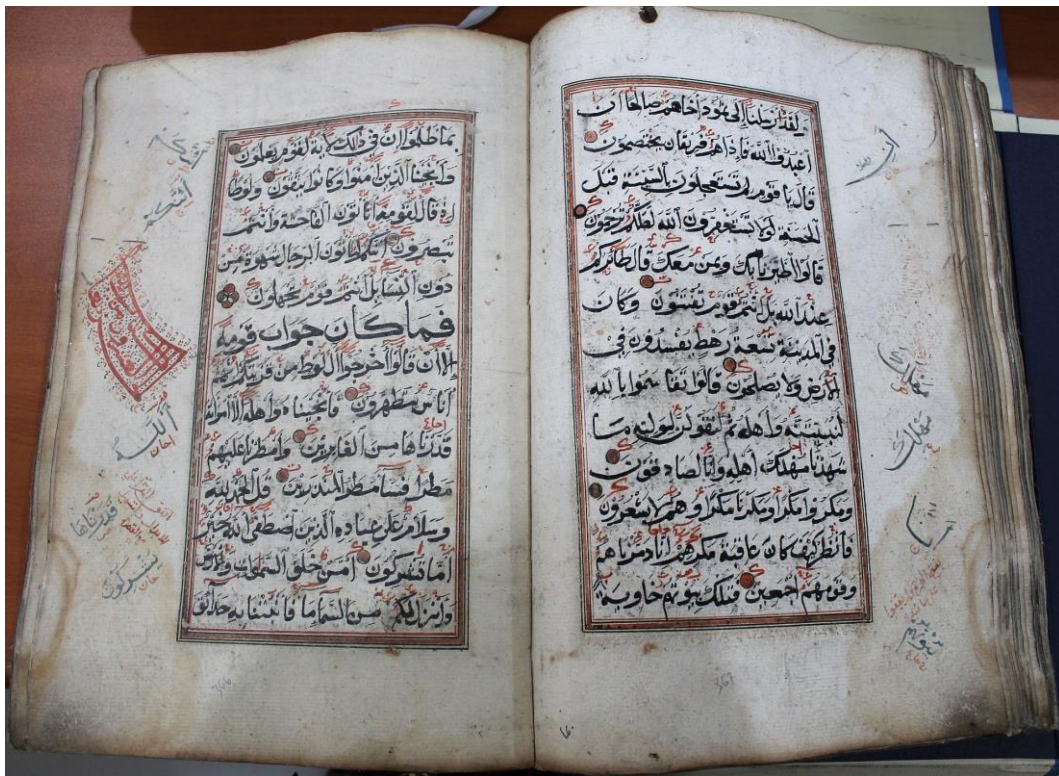 ولقد ارسلنا الى ثمود اخاهم صالحا ان
اعبدوا الله فاذا هم فريقان يختصمون
قال يا قوم لم تستعجلون بالسيئة قبل
الحسنة لولا تستغفرون الله لعلكم ترحمون
قالوا اطيرنا بك وبمن معك قال طائركم
عند الله بل انتم قوم تفتنون وكان
في المدينة تسعة رهط يفسدون في
الارض ولا يصلحون قالوا تقاسموا بالله
لنبيتنه واهله ثم لنقولن لوليه ما
شهدنا مهلك اهله وانا لصادقون
ومكروا مكرا ومكرنا مكرا وهم لا يشعرون
فانظر كيف كان عاقبة مكرهم انا دمرناهم
وقومهم اجمعين فتلك بيوتهم خاوية
مهلك
367
بما ظلموا ان في ذالك لاية لقوم يعلمون
وانجينا الذين امنوا وكانوا يتقون ولوطا
اذ قال لقومه اتاتون الفاحشة وانتم
تبصرون ائنكم لتاتون الرجال شهوة من
دون النساء بل انتم قوم تجهلون
فما كان جواب قومه
الا ان قالوا اخرجوا ال لوط من قريتكم انهم
اناس يتطهرون فانجيناه واهله الا امراته
قدرناها من الغابرين وامطرنا عليهم
مطرا فساء مطر المنذرين قل الحمد لله
وسلام على عباده الذين اصطفى الله خير
اما تشركون امن خلق السموات والارض
وانزل لكم من السماء ماء فانبتنا به حدائق
ائنكم
قدرناها
يشركون
366